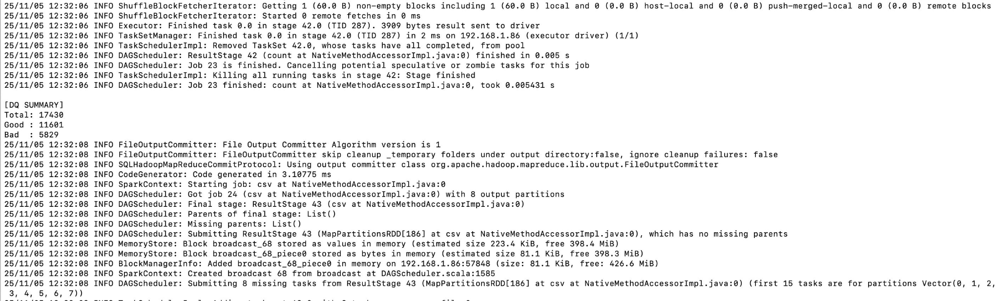 25/11/05 12:32:06 INFO ShuffleBlockFetcherIterator: Getting 1 (60.0 B) non-empty blocks including 1 (60.0 B) local and 0 (0.0 B) host-local and 0 (0.0 B) push-merged-local and 0 (0.0 B) remote blocks
25/11/05 12:32:06 INFO ShuffleBlockFetcherIterator: Started 0 remote fetches in 0 ms
25/11/05 12:32:06 INFO Executor: Finished task 0.0 in stage 42.0 (TID 287). 3909 bytes result sent to driver
25/11/05 12:32:06 INFO TaskSetManager: Finished task 0.0 in stage 42.0 (TID 287) in 2 ms on 192.168.1.86 (executor driver) (1/1)
25/11/05 12:32:06 INFO TaskSchedulerImpl: Removed TaskSet 42.0, whose tasks have all completed, from pool
25/11/05 12:32:06 INFO DAGScheduler: ResultStage 42 (count at NativeMethodAccessorImpl.java:0) finished in 0.005 s
25/11/05 12:32:06 INFO DAGScheduler: Job 23 is finished. Cancelling potential speculative or zombie tasks for this job
25/11/05 12:32:06 INFO TaskSchedulerImpl: Killing all running tasks in stage 42: Stage finished
25/11/05 12:32:06 INFO DAGScheduler: Job 23 finished: count at NativeMethodAccessorImpl.java:0, took 0.005431 s
[DQ SUMMARY]
Total: 17430
Good : 11601
Bad  : 5829
25/11/05 12:32:08 INFO FileOutputCommitter: File Output Committer Algorithm version is 1
25/11/05 12:32:08 INFO FileOutputCommitter: FileOutputCommitter skip cleanup _temporary folders under output directory:false, ignore cleanup failures: false
25/11/05 12:32:08 INFO SQLHadoopMapReduceCommitProtocol: Using output committer class org.apache.hadoop.mapreduce.lib.output.FileOutputCommitter
25/11/05 12:32:08 INFO CodeGenerator: Code generated in 3.10775 ms
25/11/05 12:32:08 INFO SparkContext: Starting job: csv at NativeMethodAccessorImpl.java:0
25/11/05 12:32:08 INFO DAGScheduler: Got job 24 (csv at NativeMethodAccessorImpl.java:0) with 8 output partitions
25/11/05 12:32:08 INFO DAGScheduler: Final stage: ResultStage 43 (csv at NativeMethodAccessorImpl.java:0)
25/11/05 12:32:08 INFO DAGScheduler: Parents of final stage: List()
25/11/05 12:32:08 INFO DAGScheduler: Missing parents: List()
25/11/05 12:32:08 INFO DAGScheduler: Submitting ResultStage 43 (MapPartitionsRDD[186] at csv at NativeMethodAccessorImpl.java:0), which has no missing parents
25/11/05 12:32:08 INFO MemoryStore: Block broadcast_68 stored as values in memory (estimated size 223.4 KiB, free 398.4 MiB)
25/11/05 12:32:08 INFO MemoryStore: Block broadcast_68_piece0 stored as bytes in memory (estimated size 81.1 KiB, free 398.3 MiB)
25/11/05 12:32:08 INFO BlockManagerInfo: Added broadcast_68_piece0 in memory on 192.168.1.86:57848 (size: 81.1 KiB, free: 426.6 MiB)
25/11/05 12:32:08 INFO SparkContext: Created broadcast 68 from broadcast at DAGScheduler.scala:1585
25/11/05 12:32:08 INFO DAGScheduler: Submitting 8 missing tasks from ResultStage 43 (MapPartitionsRDD[186] at csv at NativeMethodAccessorImpl.java:0) (first 15 tasks are for partitions Vector(0, 1, 2,
3, 4, 5, 6, 7))